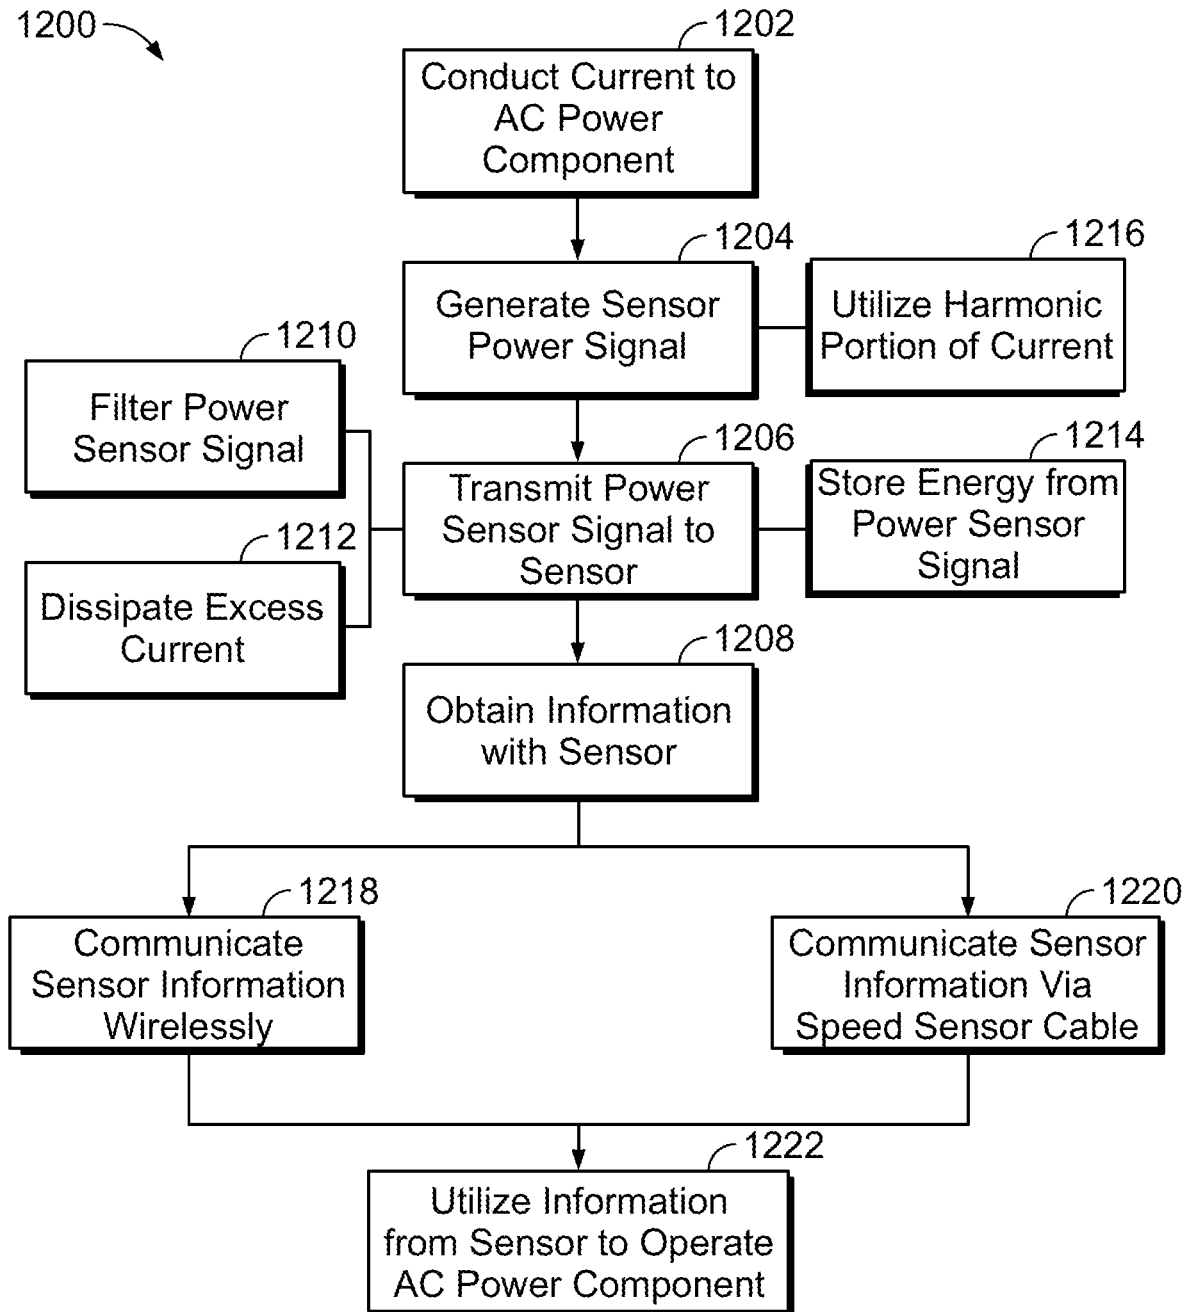 1200
1202
Conduct Current to
AC Power
Component
1204
Generate Sensor
Power Signal
1216
Utilize Harmonic
Portion of Current
1210
Filter Power
Sensor Signal
1206
Transmit Power
Sensor Signal to
Sensor
1214
Store Energy from
Power Sensor
Signal
1212
Dissipate Excess
Current
1208
Obtain Information
with Sensor
1218
Communicate
Sensor Information
Wirelessly
1220
Communicate Sensor
Information Via
Speed Sensor Cable
1222
Utilize Information
from Sensor to Operate
AC Power Component